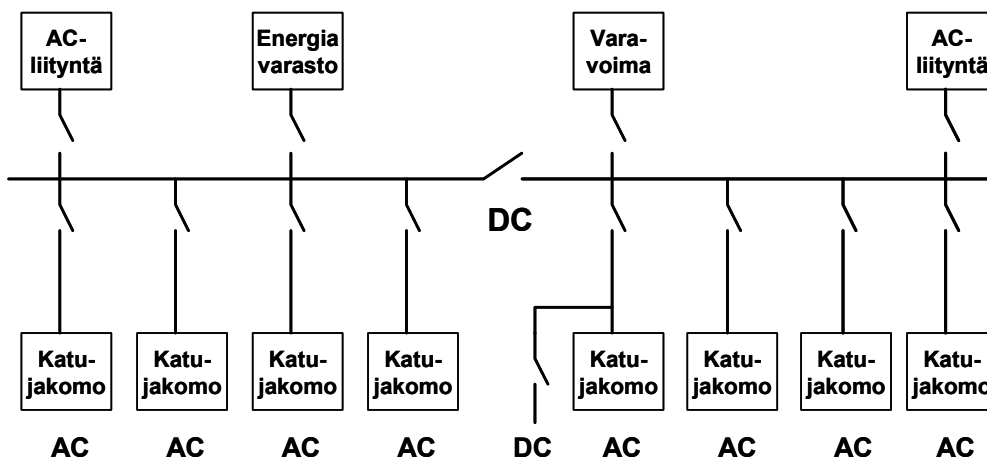 AC-
liityntä
Energia
varasto
Vara-
voima
AC-
liityntä
DC
Katu-
jakomo
Katu-
jakomo
Katu-
jakomo
Katu-
jakomo
Katu-
jakomo
Katu-
jakomo
Katu-
jakomo
Katu-
jakomo
AC
AC
AC
AC
DC
AC
AC
AC
AC